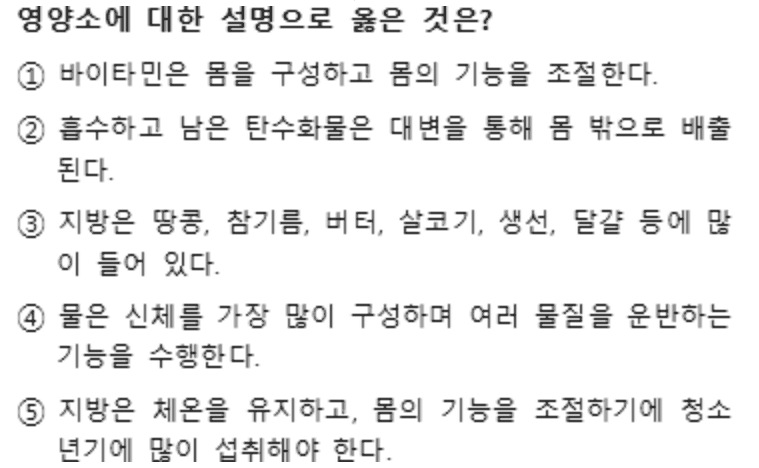 영양소에 대한 설명으로 옳은 것은?
① 바이타민은 몸을 구성하고 몸의 기능을 조절한다.
② 흡수하고 남은 탄수화물은 대변을 통해 몸 밖으로 배출
된다.
③ 지방은 땅콩, 참기름, 버터, 살코기, 생선, 달걀 등에 많
이 들어 있다.
④ 물은 신체를 가장 많이 구성하며 여러 물질을 운반하는
기능을 수행한다.
⑤ 지방은 체온을 유지하고, 몸의 기능을 조절하기에 청소
년기에 많이 섭취해야 한다.